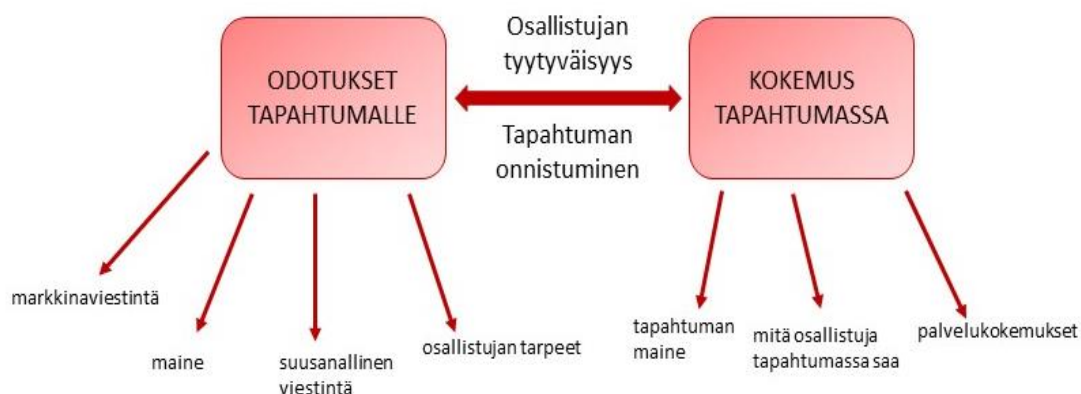 Osallistujan
tyytyväisyys
ODOTUKSET
TAPAHTUMALLE
KOKEMUS
TAPAHTUMASSA
Tapahtuman
onnistuminen
markkinaviestintä
maine
suusanallinen
viestintä
osallistujan tarpeet
tapahtuman
maine
mitä osallistuja
tapahtumassa saa
palvelukokemukset